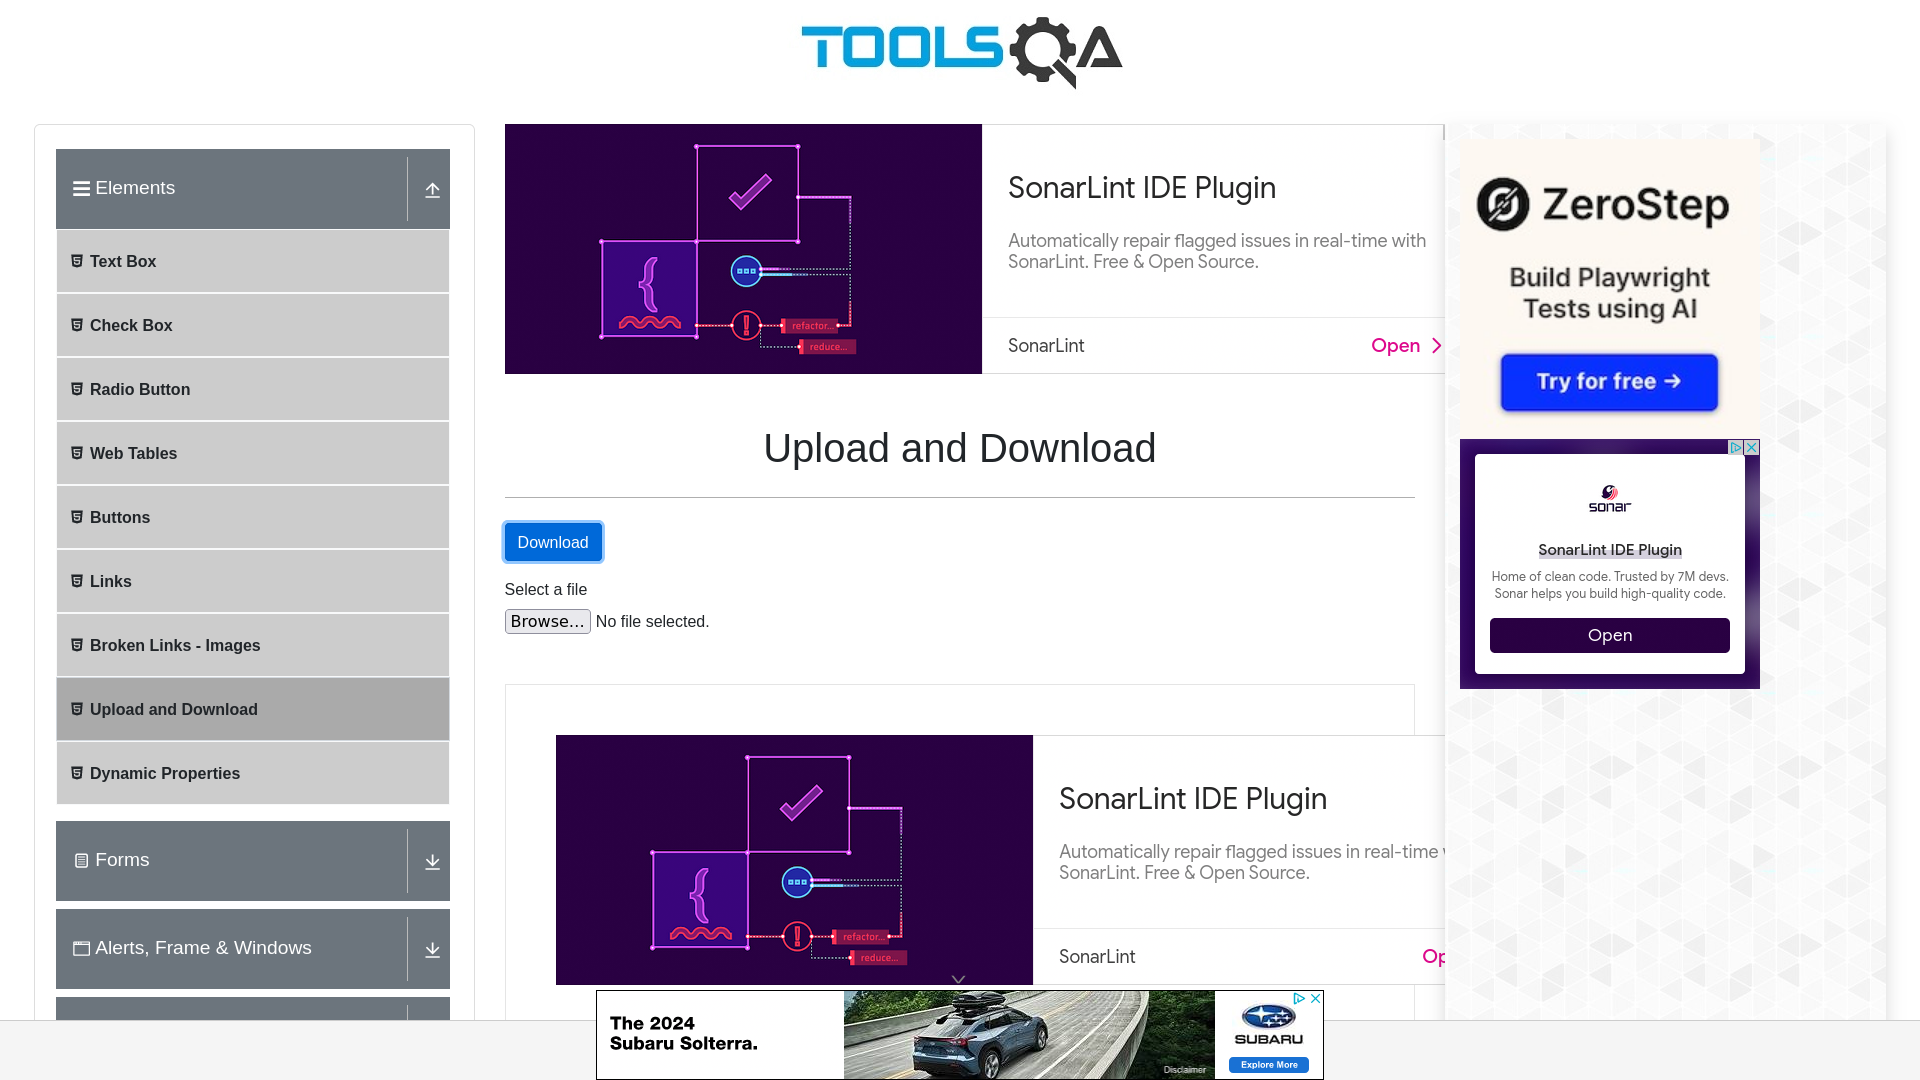 TOOLSQA
Elements
Text Box
Check Box
Radio Button
Web Tables
Buttons
Links
Broken Links - Images
Upload and Download
Dynamic Properties
Forms
Alerts, Frame & Windows
refactor...
reduce...
SonarLint IDE Plugin
Automatically repair flagged issues in real-time with
SonarLint. Free & Open Source.
SonarLint
Open
Upload and Download
Download
Select a file
Browse... No file selected.
refactor...
reduce...
SonarLint IDE Plugin
Automatically repair flagged issues in real-time
SonarLint. Free & Open Source.
SonarLint
Op
ZeroStep
Build Playwright
Tests using AI
Try for free →
sonar
SonarLint IDE Plugin
Home of clean code. Trusted by 7M devs.
Sonar helps you build high-quality code.
Open
The 2024
Subaru Solterra.
Disclaimer
SUBARU
Explore More